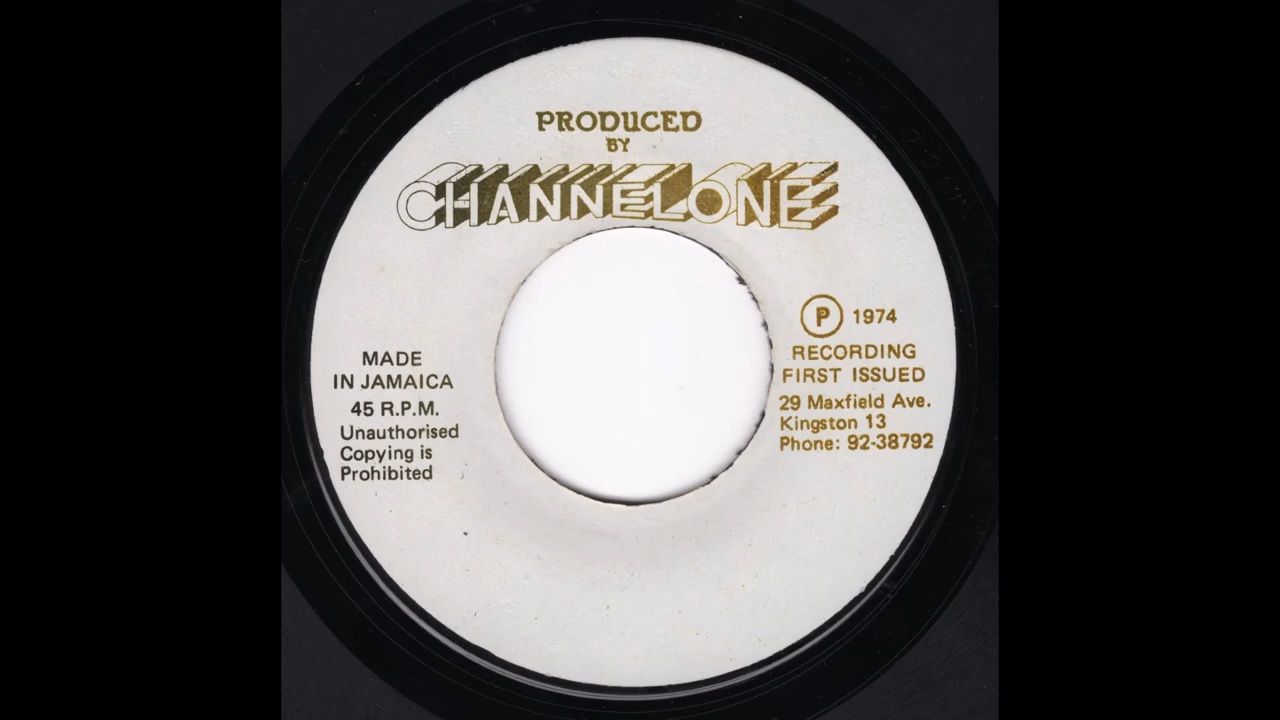 PRODUCED
BY
CHANNEL ONE
MADE
IN JAMAICA
45 R.P.M.
Unauthorised
Copying is
Prohibited
Ⓟ 1974
RECORDING
FIRST ISSUED
29 Maxfield Ave.
Kingston 13
Phone: 92-38792